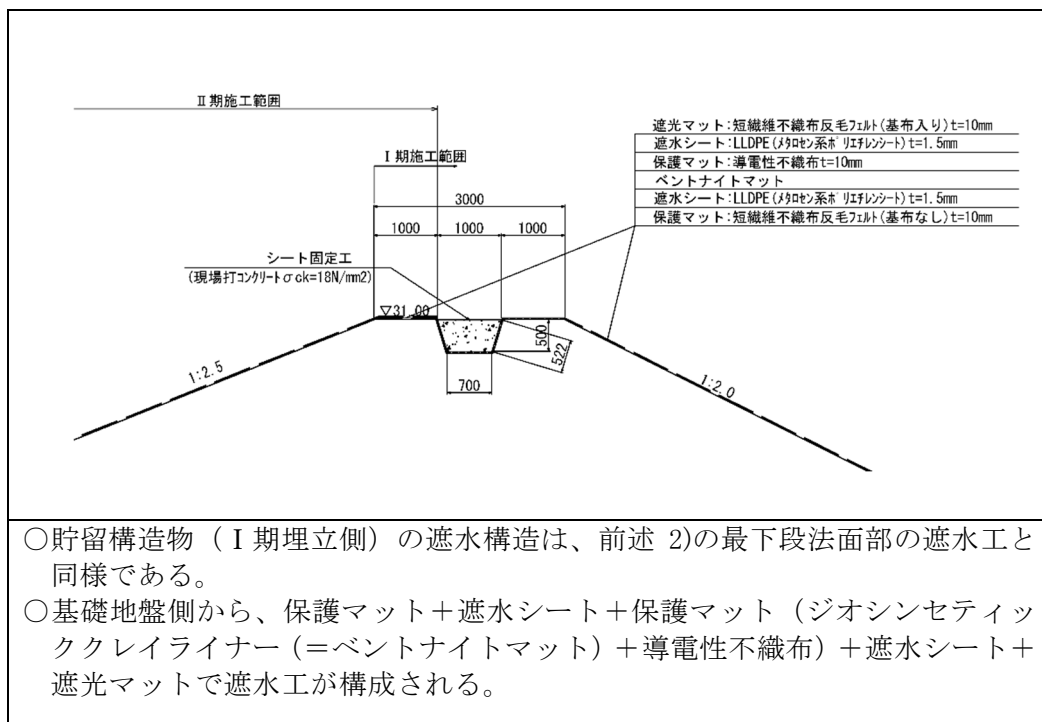 Ⅱ期施工範囲
Ⅰ期施工範囲
3000
1000
1000
1000
シート固定工
(現場打コンクリートσck=18N/mm2)
▽31.00
500
522
700
1:2.5
1:2.0
遮光マット:短繊維不織布反毛フェルト(基布入り)t=10mm
遮水シート:LLDPE(メタロセン系ポリエチレンシート)t=1.5mm
保護マット:導電性不織布t=10mm
ベントナイトマット
遮水シート:LLDPE(メタロセン系ポリエチレンシート)t=1.5mm
保護マット:短繊維不織布反毛フェルト(基布なし)t=10mm
○貯留構造物（Ⅰ期埋立側）の遮水構造は、前述 2)の最下段法面部の遮水工と
同様である。
○基礎地盤側から、保護マット＋遮水シート＋保護マット（ジオシンセティッ
ククレイライナー（＝ベントナイトマット）＋導電性不織布）＋遮水シート＋
遮光マットで遮水工が構成される。